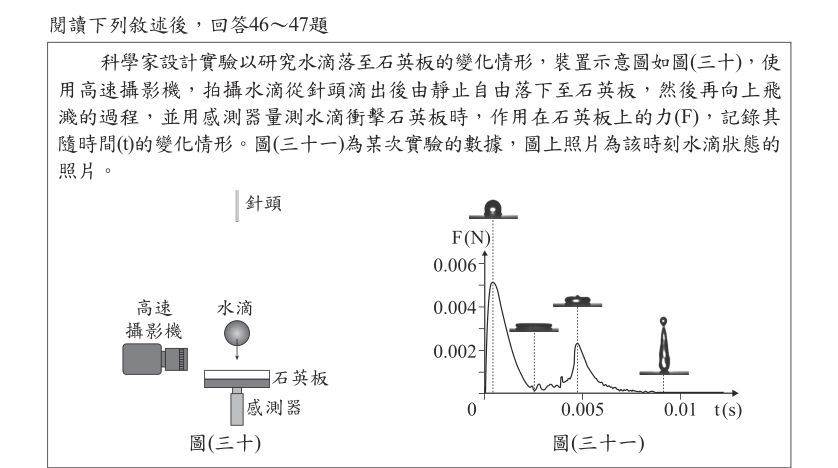 閱讀下列敘述後，回答46～47題
科學家設計實驗以研究水滴落至石英板的變化情形，裝置示意圖如圖(三十)，使
用高速攝影機，拍攝水滴從針頭滴出後由靜止自由落下至石英板，然後再向上飛
濺的過程，並用感測器量測水滴衝擊石英板時，作用在石英板上的力(F)，記錄其
隨時間(t)的變化情形。圖(三十一)為某次實驗的數據，圖上照片為該時刻水滴狀態的
照片。
針頭
高速
攝影機
水滴
石英板
感測器
圖(三十)
F(N)
0.006
0.004
0.002
0
0.005
0.01
t(s)
圖(三十一)